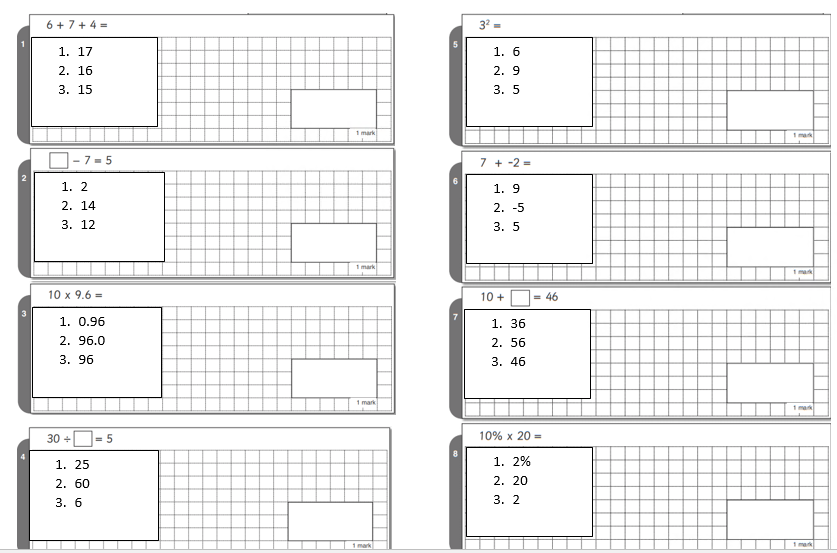 6 + 7 + 4 =
1
1. 17
2. 16
3. 15
1 mark
□ – 7 = 5
2
1. 2
2. 14
3. 12
1 mark
10 x 9.6 =
3
1. 0.96
2. 96.0
3. 96
1 mark
30 ÷ □ = 5
4
1. 25
2. 60
3. 6
1 mark
3² =
5
1. 6
2. 9
3. 5
1 mark
7 + -2 =
6
1. 9
2. -5
3. 5
1 mark
10 + □ = 46
7
1. 36
2. 56
3. 46
1 mark
10% x 20 =
8
1. 2%
2. 20
3. 2
1 mark